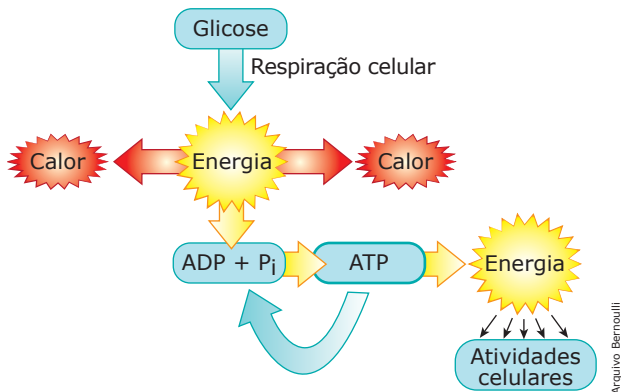 Glicose
Respiração celular
Calor
Energia
Calor
ADP + Pi
ATP
Energia
Atividades
celulares
Arquivo Bernoulli